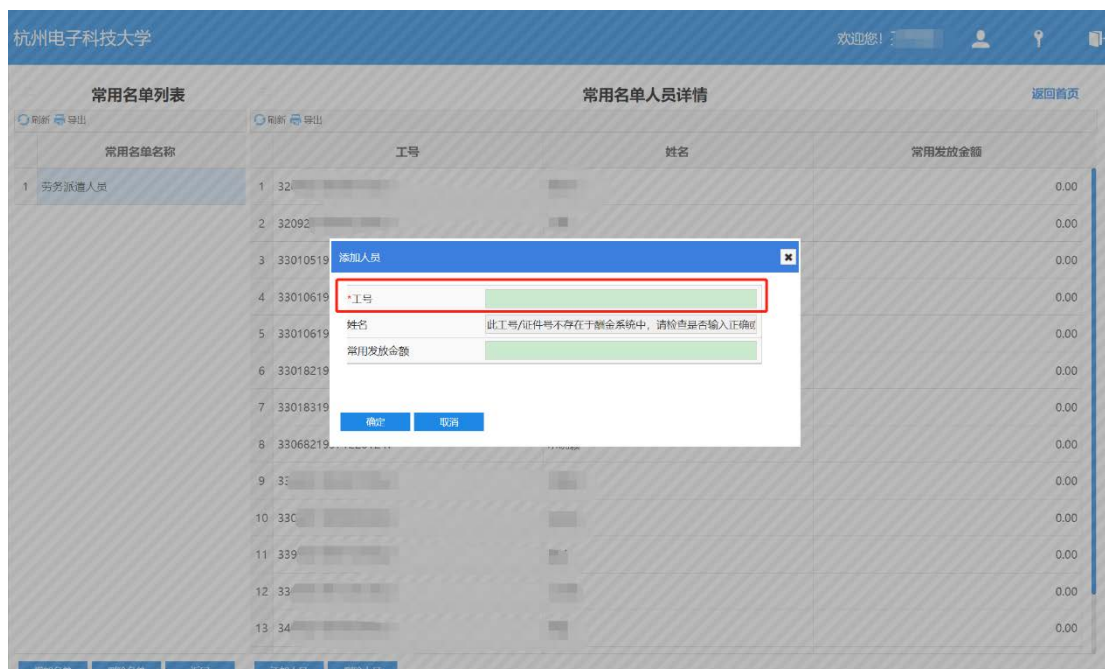 杭州电子科技大学
欢迎您!
常用名单列表
常用名单人员详情
返回首页
刷新 导出
刷新 导出
常用名单名称
工号
姓名
常用发放金额
1 劳务派遣人员
1 32
0.00
2 32092
0.00
3 33010519
0.00
4 33010619
0.00
5 33010619
0.00
6 33018219
0.00
7 33018319
0.00
8 33068219
0.00
9 33
0.00
10 330
0.00
11 339
0.00
12 33
0.00
13 34
0.00
添加人员
*工号
姓名
此工号/证件号不存在于酬金系统中，请检查是否输入正确
常用发放金额
确定
取消